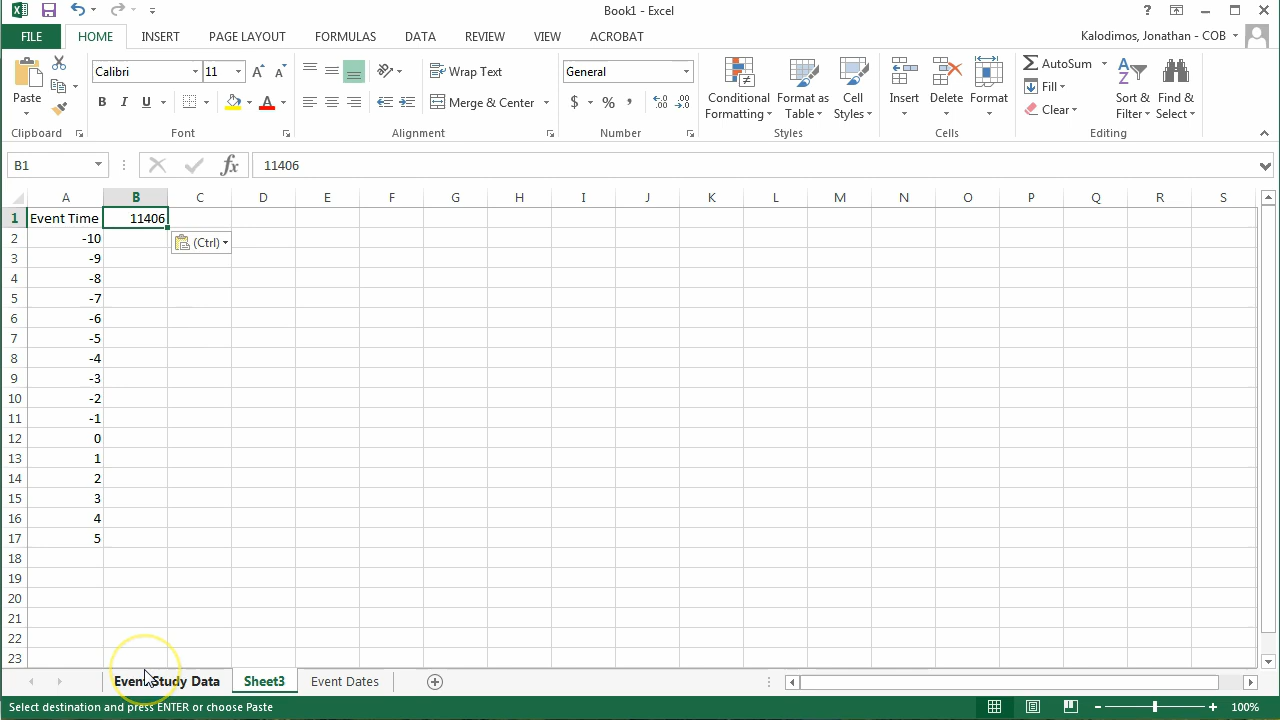 Book1 - Excel
FILE HOME INSERT PAGE LAYOUT FORMULAS DATA REVIEW VIEW ACROBAT Kalodimos, Jonathan - COB
Calibri 11 Wrap Text General AutoSum
Paste Conditional Format as Cell Insert Delete Format Fill Sort & Find &
B I U A Merge & Center $ % , Formatting Table Styles Clear Filter Select
Clipboard Font Alignment Number Styles Cells Editing
B1 fx 11406
A B C D E F G H I J K L M N O P Q R S
1 Event Time 11406
2 -10 (Ctrl)
3 -9
4 -8
5 -7
6 -6
7 -5
8 -4
9 -3
10 -2
11 -1
12 0
13 1
14 2
15 3
16 4
17 5
18
19
20
21
22
23
Event Study Data Sheet3 Event Dates
Select destination and press ENTER or choose Paste 100%